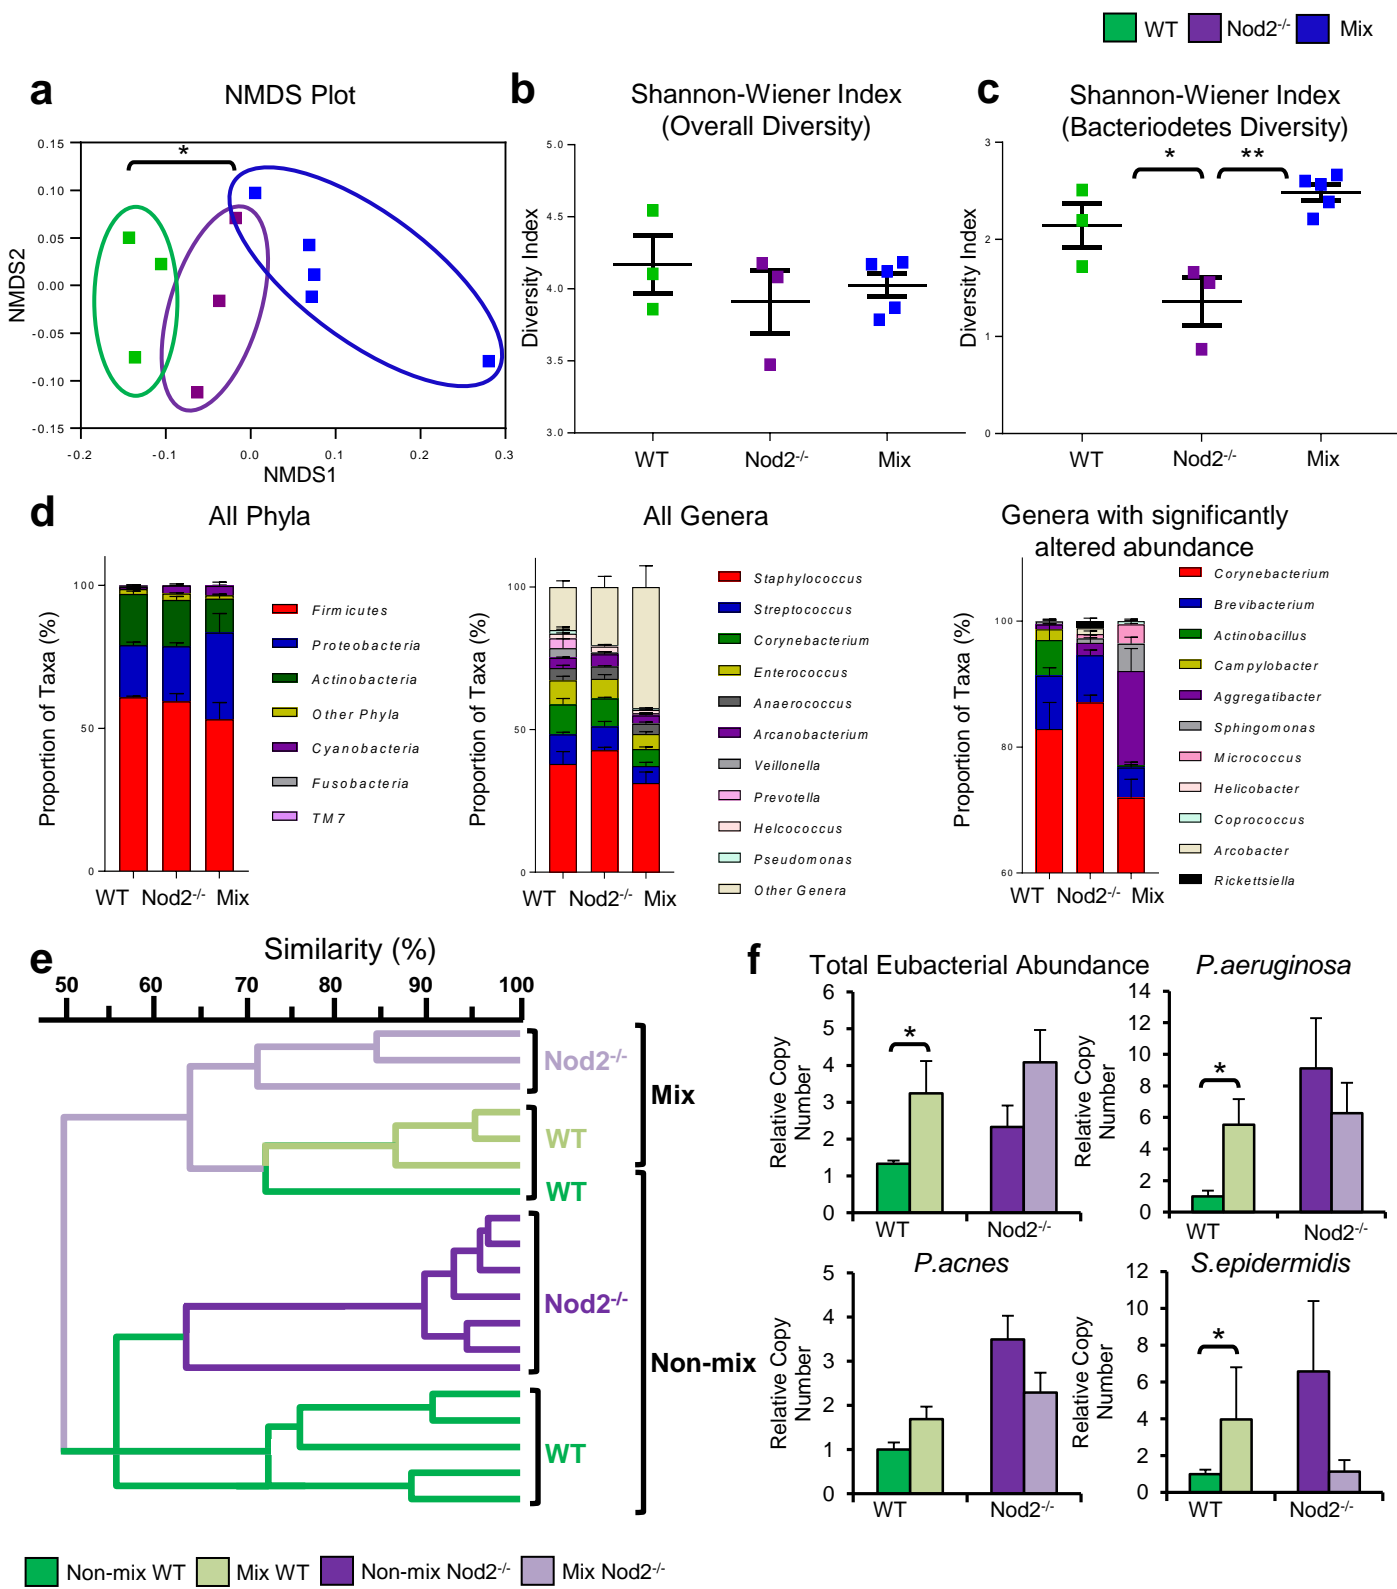 WT Nod2-/- Mix
a NMDS Plot
b Shannon-Wiener Index
(Overall Diversity)
c Shannon-Wiener Index
(Bacteriodetes Diversity)
NMDS2
0.15
0.10
0.05
0.00
-0.05
-0.10
-0.15
*
-0.2 -0.1 0.0 0.1 0.2 0.3
NMDS1
Diversity Index
5.0
4.5
4.0
3.5
3.0
WT Nod2-/- Mix
Diversity Index
3
2
1
0
* **
WT Nod2-/- Mix
d All Phyla
Proportion of Taxa (%)
100
50
0
WT Nod2-/- Mix
Firmicutes
Proteobacteria
Actinobacteria
Other Phyla
Cyanobacteria
Fusobacteria
TM7
All Genera
Proportion of Taxa (%)
100
50
0
WT Nod2-/- Mix
Staphylococcus
Streptococcus
Corynebacterium
Enterococcus
Anaerococcus
Arcanobacterium
Veillonella
Prevotella
Helcococcus
Pseudomonas
Other Genera
Genera with significantly
altered abundance
Proportion of Taxa (%)
100
80
60
WT Nod2-/- Mix
Corynebacterium
Brevibacterium
Actinobacillus
Campylobacter
Aggregatibacter
Sphingomonas
Micrococcus
Helicobacter
Coprococcus
Arcobacter
Rickettsiella
e Similarity (%)
50 60 70 80 90 100
Nod2-/-
WT
Mix
WT
Nod2-/-
WT
Non-mix
f Total Eubacterial Abundance
Relative Copy
Number
6
5
4
3
2
1
0
*
WT Nod2-/-
P.aeruginosa
Relative Copy
Number
14
12
10
8
6
4
2
0
*
WT Nod2-/-
P.acnes
Relative Copy
Number
5
4
3
2
1
0
WT Nod2-/-
S.epidermidis
Relative Copy
Number
12
10
8
6
4
2
0
*
WT Nod2-/-
Non-mix WT Mix WT Non-mix Nod2-/- Mix Nod2-/-